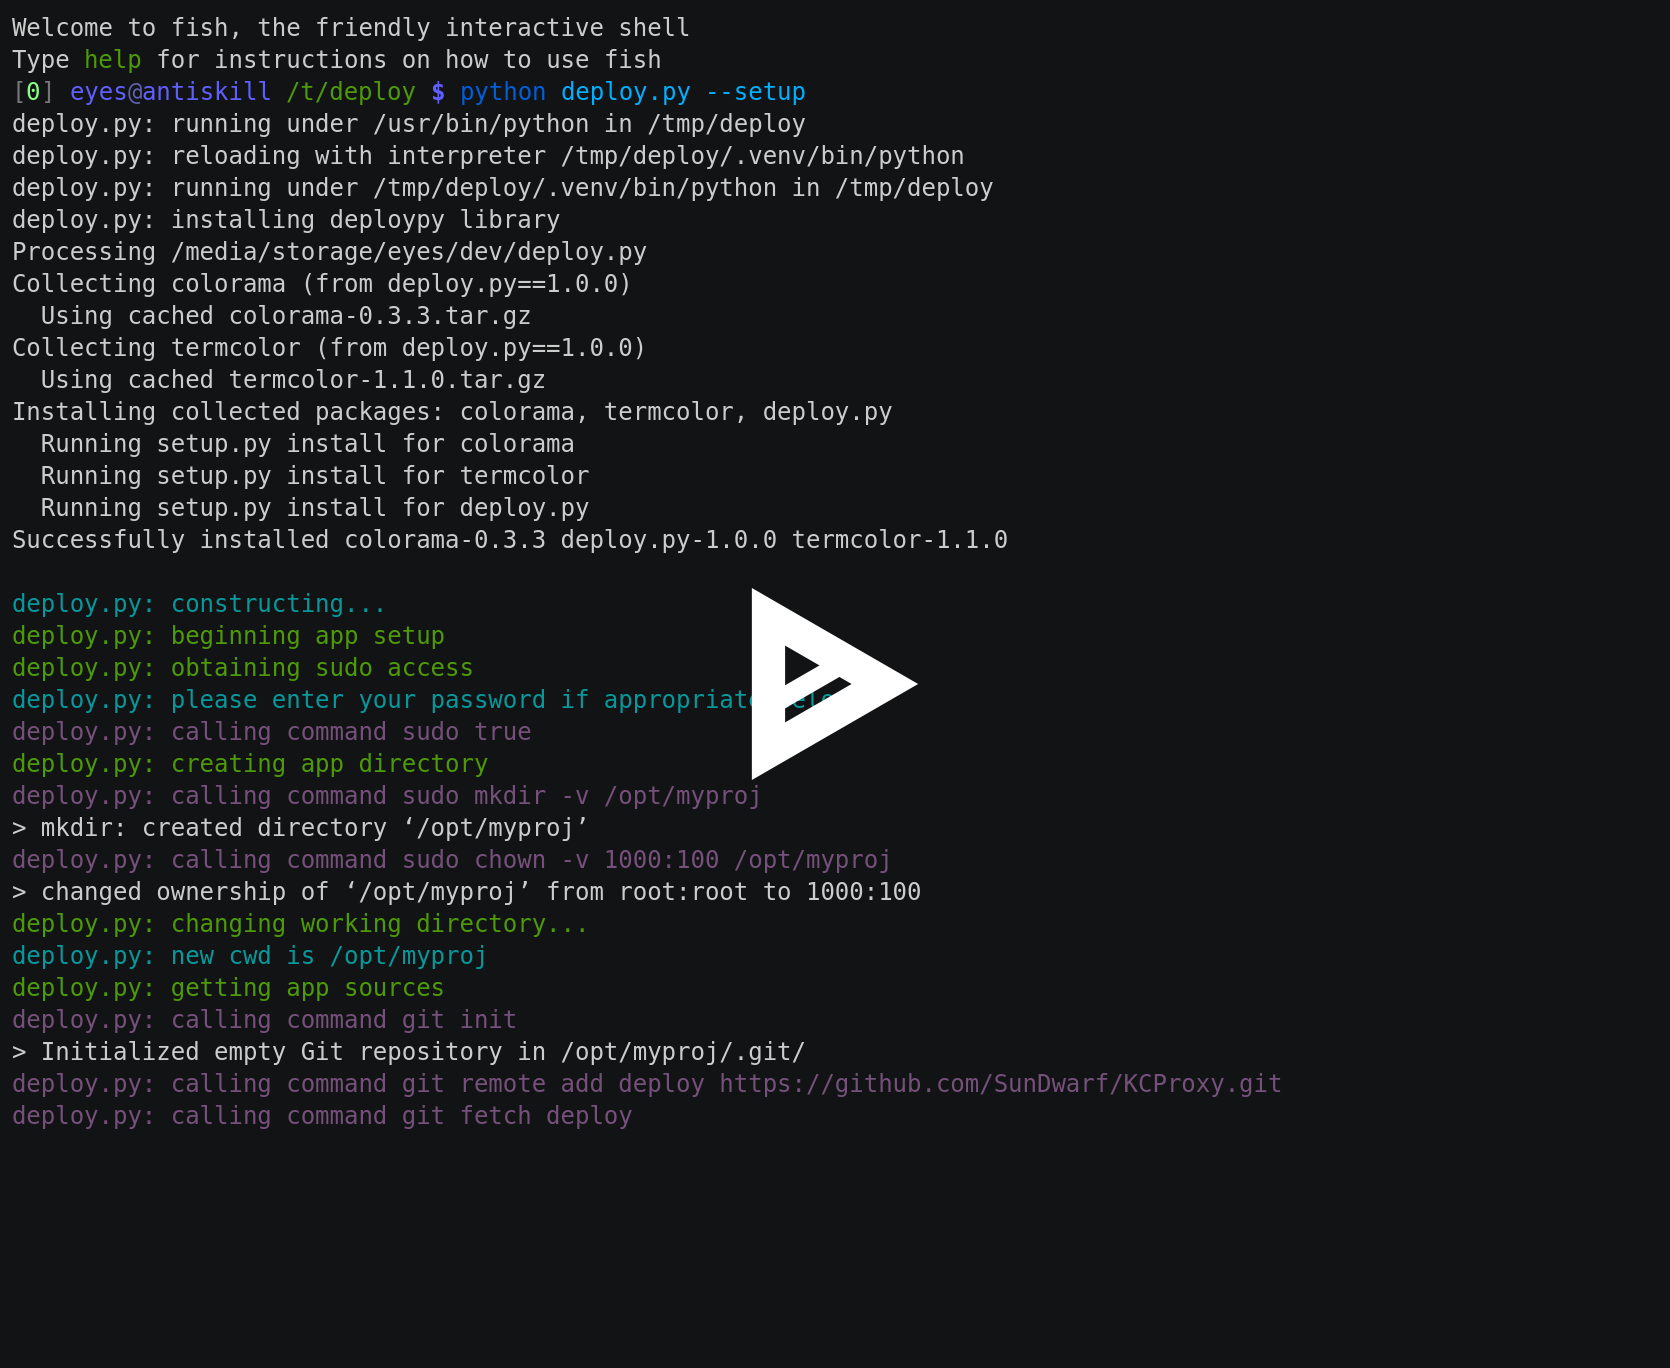 Welcome to fish, the friendly interactive shell
Type help for instructions on how to use fish
[0] eyes@antiskill /t/deploy $ python deploy.py --setup
deploy.py: running under /usr/bin/python in /tmp/deploy
deploy.py: reloading with interpreter /tmp/deploy/.venv/bin/python
deploy.py: running under /tmp/deploy/.venv/bin/python in /tmp/deploy
deploy.py: installing deploypy library
Processing /media/storage/eyes/dev/deploy.py
Collecting colorama (from deploy.py==1.0.0)
  Using cached colorama-0.3.3.tar.gz
Collecting termcolor (from deploy.py==1.0.0)
  Using cached termcolor-1.1.0.tar.gz
Installing collected packages: colorama, termcolor, deploy.py
  Running setup.py install for colorama
  Running setup.py install for termcolor
  Running setup.py install for deploy.py
Successfully installed colorama-0.3.3 deploy.py-1.0.0 termcolor-1.1.0

deploy.py: constructing...
deploy.py: beginning app setup
deploy.py: obtaining sudo access
deploy.py: please enter your password if appropriate
deploy.py: calling command sudo true
deploy.py: creating app directory
deploy.py: calling command sudo mkdir -v /opt/myproj
> mkdir: created directory ‘/opt/myproj’
deploy.py: calling command sudo chown -v 1000:100 /opt/myproj
> changed ownership of ‘/opt/myproj’ from root:root to 1000:100
deploy.py: changing working directory...
deploy.py: new cwd is /opt/myproj
deploy.py: getting app sources
deploy.py: calling command git init
> Initialized empty Git repository in /opt/myproj/.git/
deploy.py: calling command git remote add deploy https://github.com/SunDwarf/KCProxy.git
deploy.py: calling command git fetch deploy